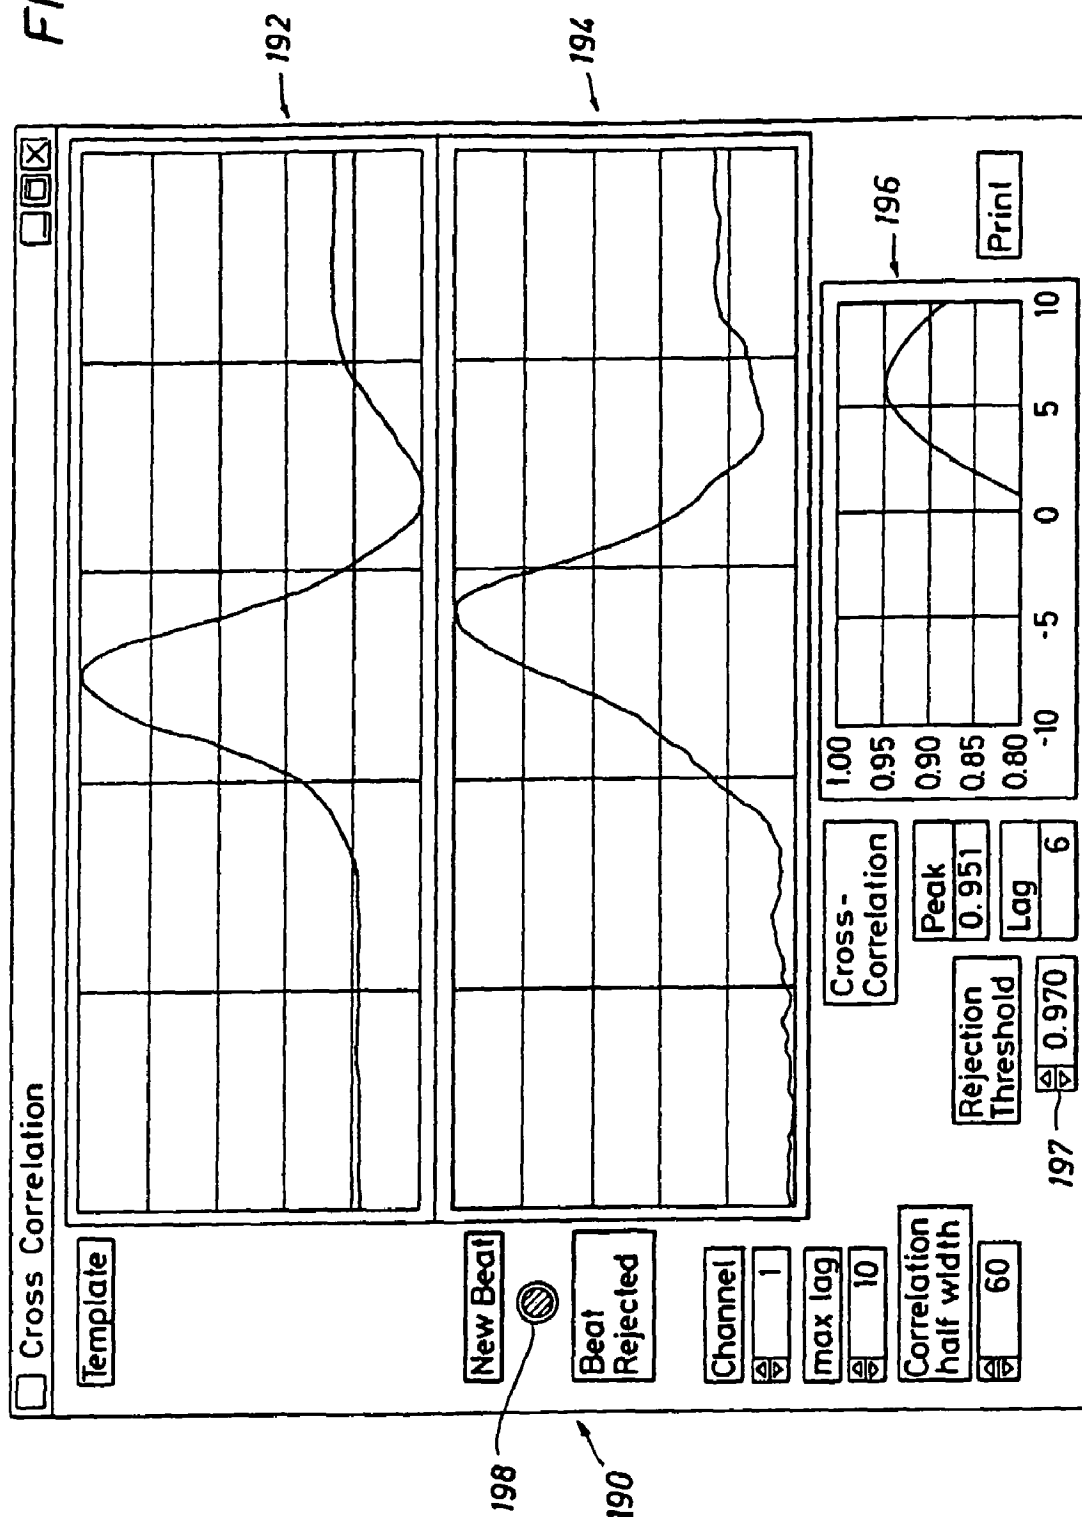 FI
Cross Correlation
Template
192
New Beat
198
Beat
Rejected
194
190
Channel
1
max lag
10
Correlation
half width
60
Cross-
Correlation
Peak
0.951
Lag
6
Rejection
Threshold
0.970
197
1.00
0.95
0.90
0.85
0.80
-10
-5
0
5
10
196
Print